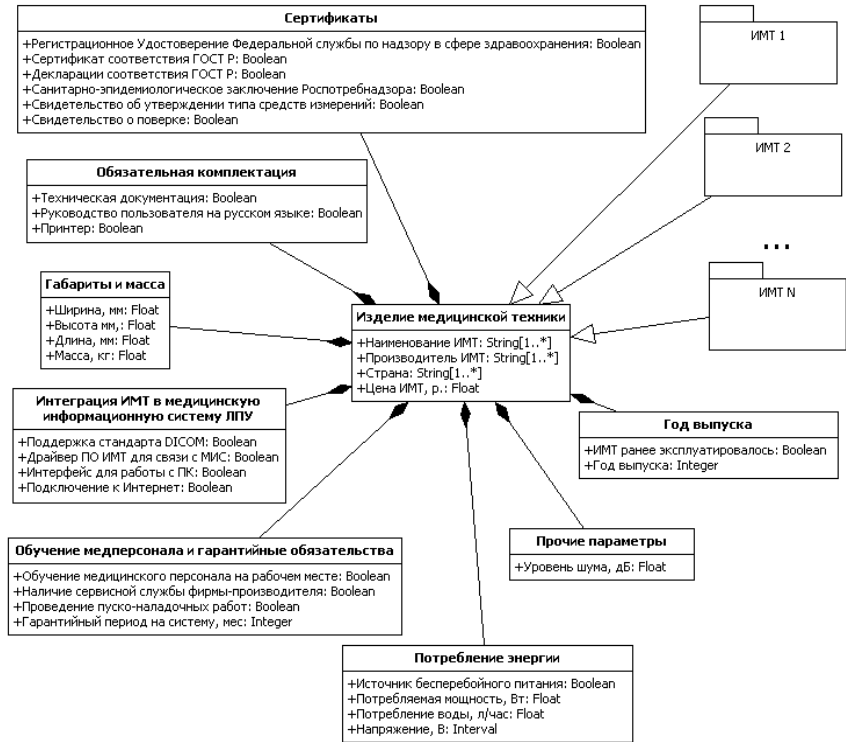 Сертификаты
+Регистрационное Удостоверение Федеральной службы по надзору в сфере здравоохранения: Boolean
+Сертификат соответствия ГОСТ Р: Boolean
+Декларации соответствия ГОСТ Р: Boolean
+Санитарно-эпидемиологическое заключение Роспотребнадзора: Boolean
+Свидетельство об утверждении типа средств измерений: Boolean
+Свидетельство о поверке: Boolean
ИМТ 1
ИМТ 2
...
ИМТ N
Обязательная комплектация
+Техническая документация: Boolean
+Руководство пользователя на русском языке: Boolean
+Принтер: Boolean
Габариты и масса
+Ширина, мм: Float
+Высота мм,: Float
+Длина, мм: Float
+Масса, кг: Float
Изделие медицинской техники
+Наименование ИМТ: String[1..*]
+Производитель ИМТ: String[1..*]
+Страна: String[1..*]
+Цена ИМТ, р.: Float
Интеграция ИМТ в медицинскую
информационную систему ЛПУ
+Поддержка стандарта DICOM: Boolean
+Драйвер ПО ИМТ для связи с МИС: Boolean
+Интерфейс для работы с ПК: Boolean
+Подключение к Интернет: Boolean
Год выпуска
+ИМТ ранее эксплуатировалось: Boolean
+Год выпуска: Integer
Обучение медперсонала и гарантийные обязательства
+Обучение медицинского персонала на рабочем месте: Boolean
+Наличие сервисной службы фирмы-производителя: Boolean
+Проведение пуско-наладочных работ: Boolean
+Гарантийный период на систему, мес: Integer
Прочие параметры
+Уровень шума, дБ: Float
Потребление энергии
+Источник бесперебойного питания: Boolean
+Потребляемая мощность, Вт: Float
+Потребление воды, л/час: Float
+Напряжение, В: Interval